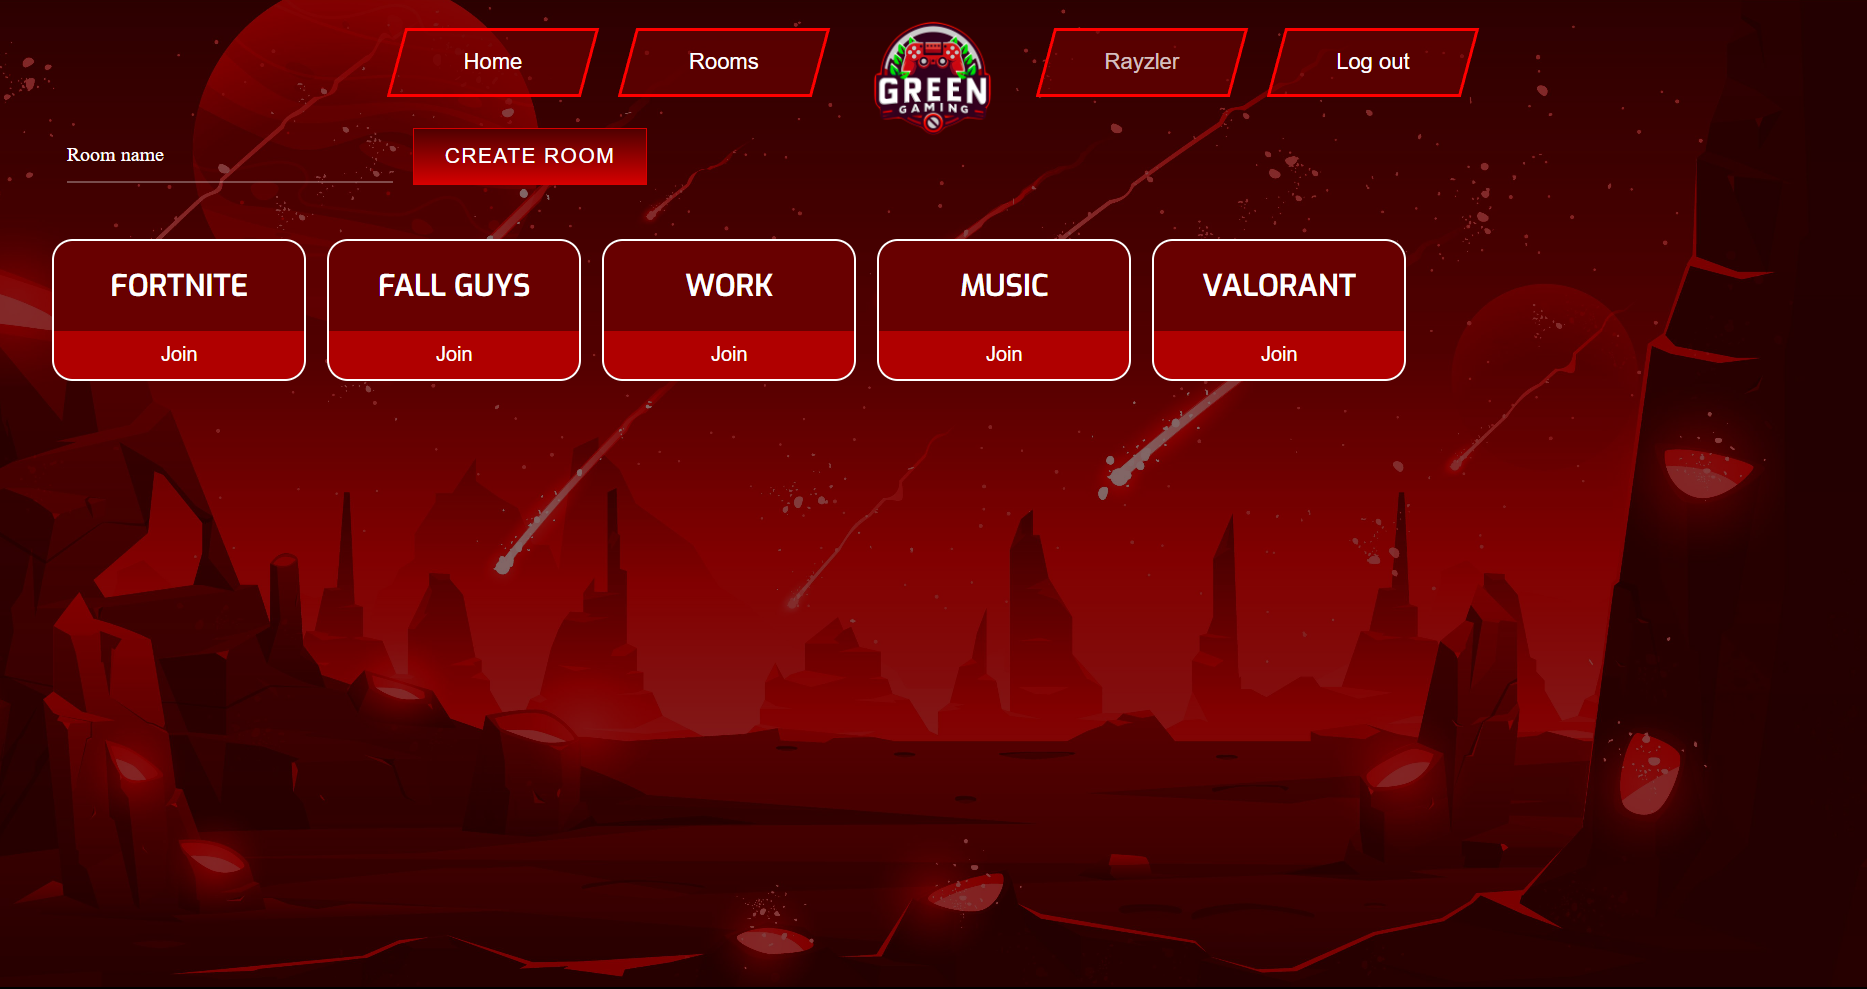 Home
Rooms
GREEN
GAMING
Rayzler
Log out
Room name
CREATE ROOM
FORTNITE
Join
FALL GUYS
Join
WORK
Join
MUSIC
Join
VALORANT
Join